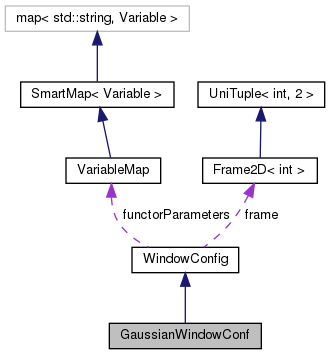 map< std::string, Variable >
SmartMap< Variable >
UniTuple< int, 2 >
VariableMap
Frame2D< int >
functorParameters
frame
WindowConfig
GaussianWindowConf